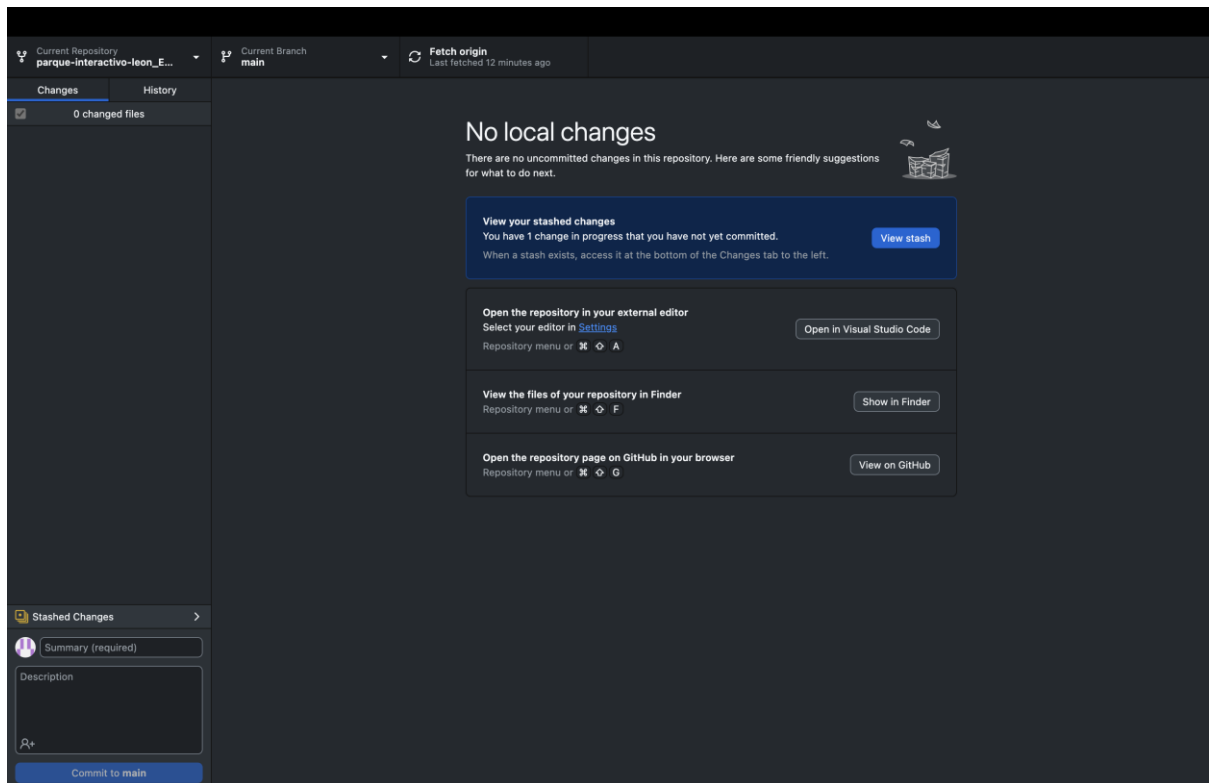 Current Repository
parque-interactivo-leon_E...
Current Branch
main
Fetch origin
Last fetched 12 minutes ago
Changes
History
0 changed files
No local changes
There are no uncommitted changes in this repository. Here are some friendly suggestions
for what to do next.
View your stashed changes
You have 1 change in progress that you have not yet committed.
When a stash exists, access it at the bottom of the Changes tab to the left.
View stash
Open the repository in your external editor
Select your editor in Settings
Repository menu or ⌘ ⇧ A
Open in Visual Studio Code
View the files of your repository in Finder
Repository menu or ⌘ ⇧ F
Show in Finder
Open the repository page on GitHub in your browser
Repository menu or ⌘ ⇧ G
View on GitHub
Stashed Changes
Summary (required)
Description
Commit to main